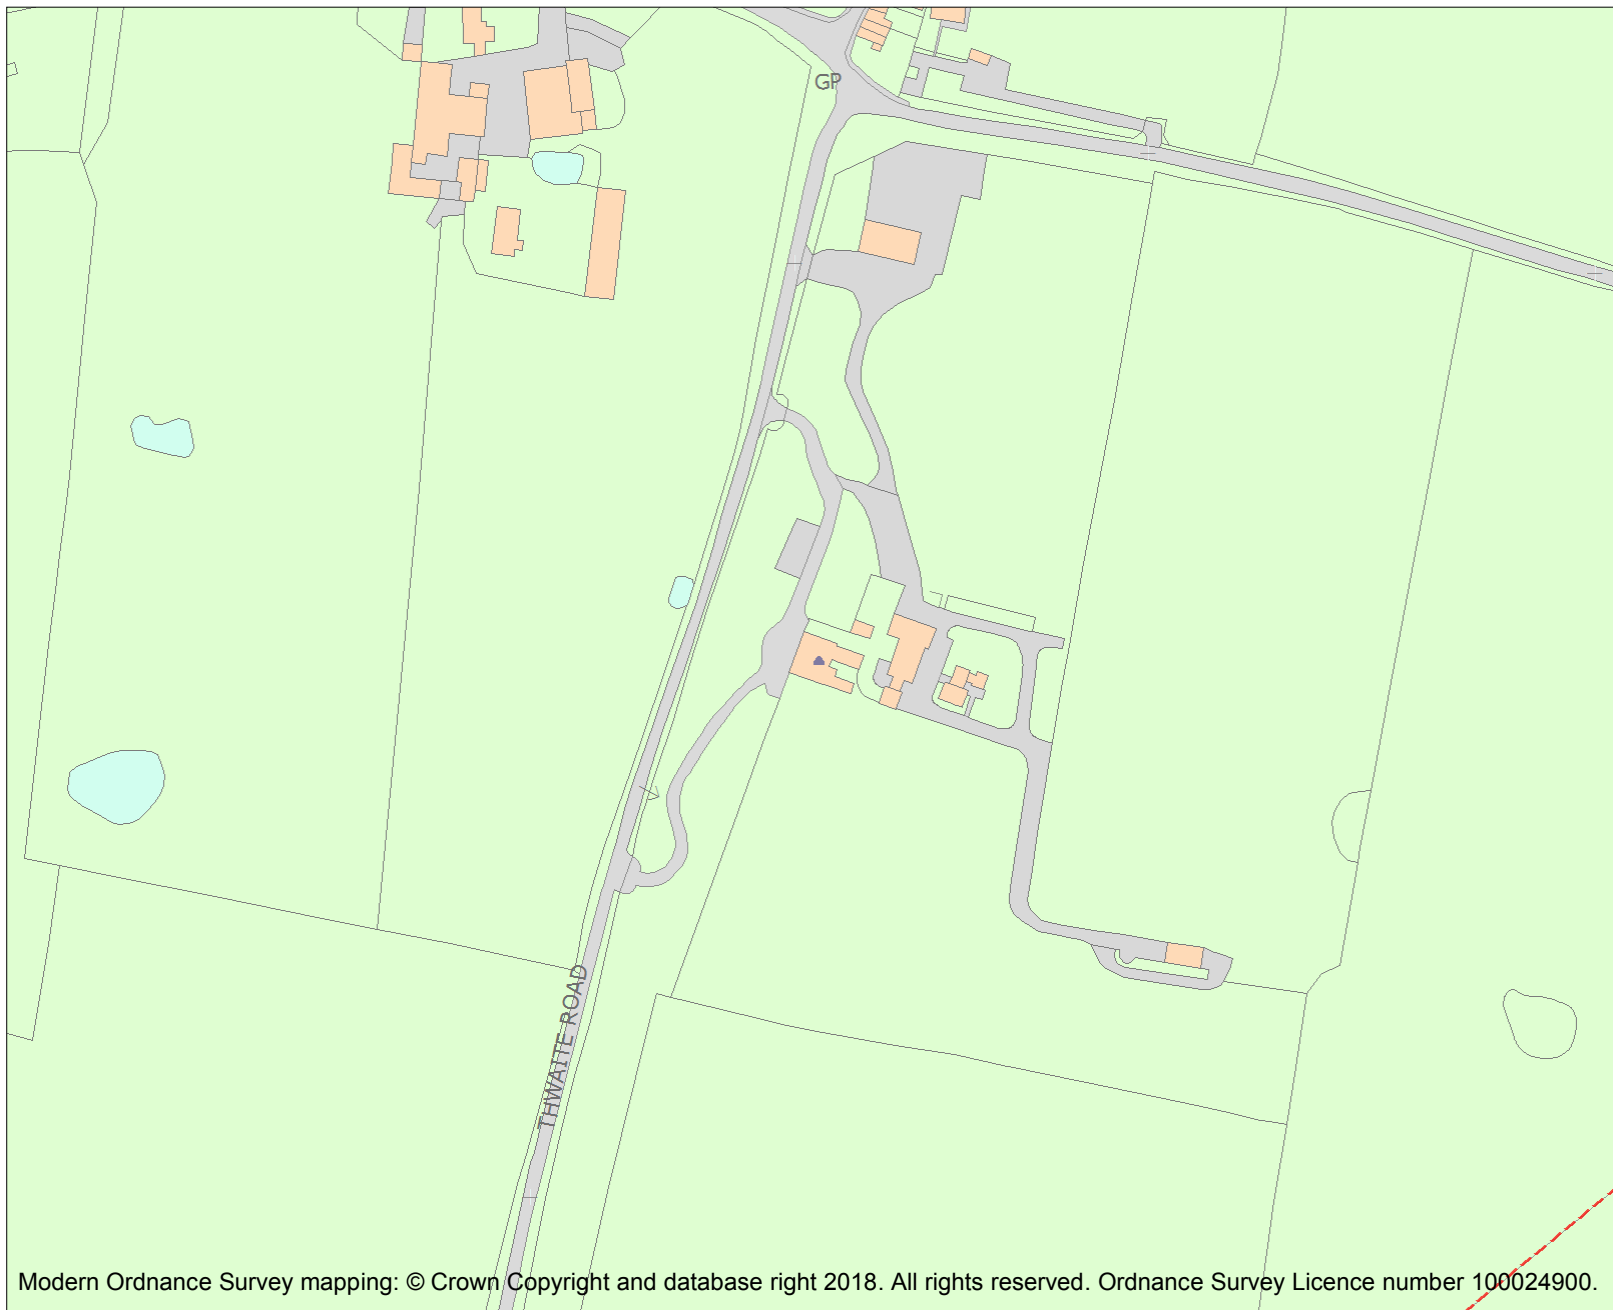 GP
THWAITE ROAD
Modern Ordnance Survey mapping: © Crown Copyright and database right 2018. All rights reserved. Ordnance Survey Licence number 100024900.